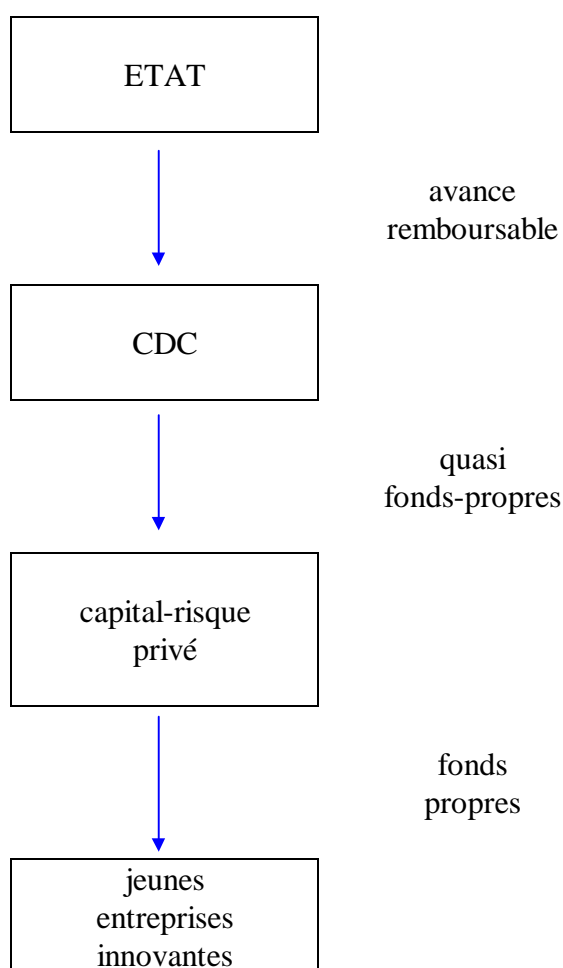 ETAT
avance
remboursable
CDC
quasi
fonds-propres
capital-risque
privé
fonds
propres
jeunes
entreprises
innovantes